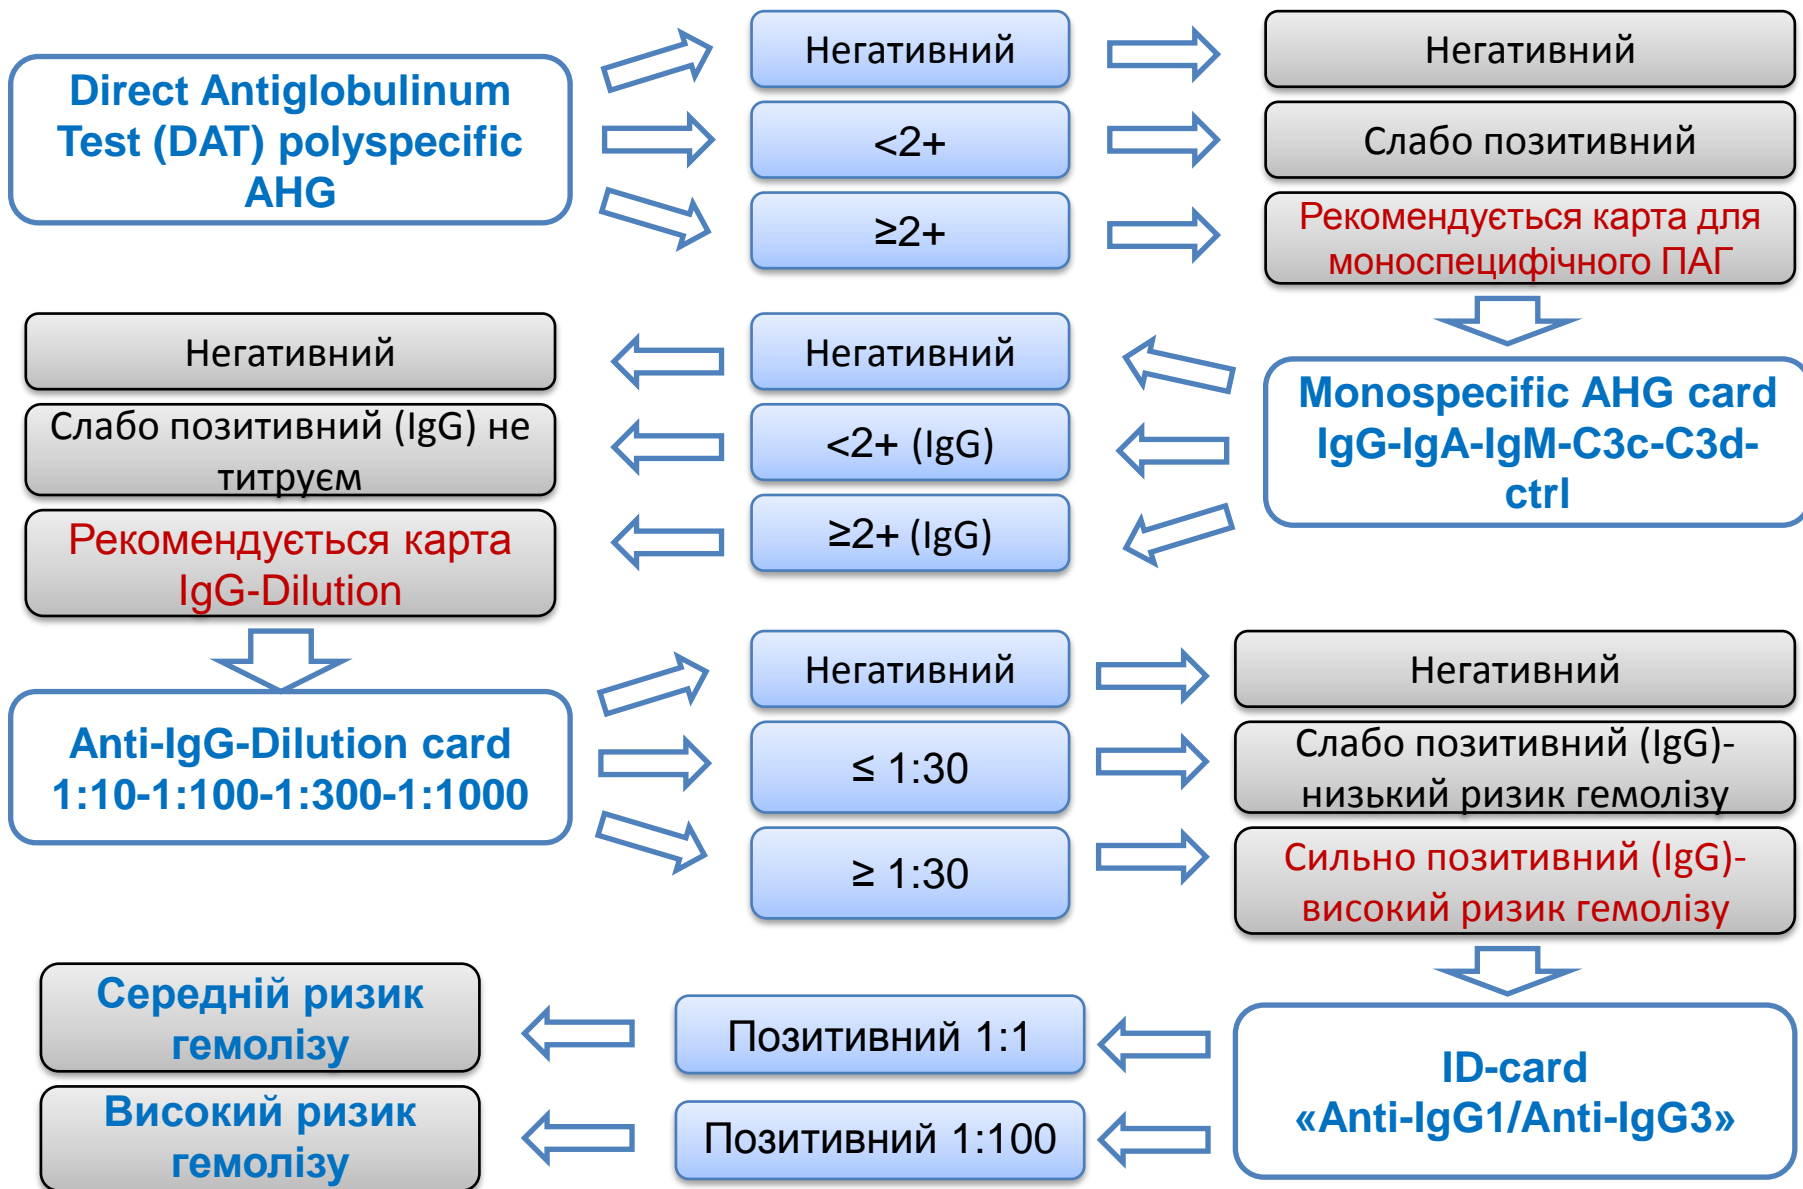 Direct Antiglobulinum
Test (DAT) polyspecific
AHG
Негативний
Негативний
<2+
Слабо позитивний
≥2+
Рекомендується карта для
моноспецифічного ПАГ
Monospecific AHG card
IgG-IgA-IgM-C3c-C3d-
ctrl
Негативний
Негативний
<2+ (IgG)
Слабо позитивний (IgG) не
титруєм
≥2+ (IgG)
Рекомендується карта
IgG-Dilution
Anti-IgG-Dilution card
1:10-1:100-1:300-1:1000
Негативний
Негативний
≤ 1:30
Слабо позитивний (IgG)-
низький ризик гемолізу
≥ 1:30
Сильно позитивний (IgG)-
високий ризик гемолізу
ID-card
«Anti-IgG1/Anti-IgG3»
Позитивний 1:1
Середній ризик
гемолізу
Позитивний 1:100
Високий ризик
гемолізу